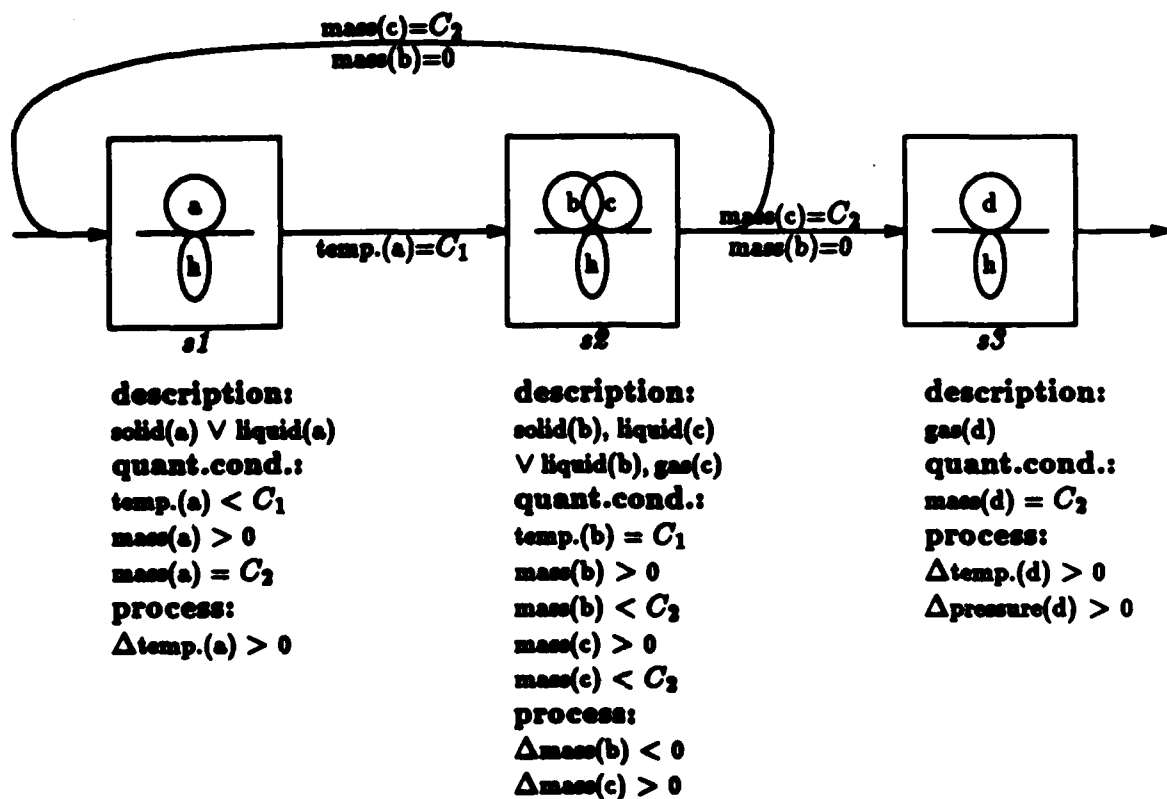 mass(c)=C₂
mass(b)=0
a
h
s1
temp.(a)=C₁
b c
h
s2
mass(c)=C₂
mass(b)=0
d
h
s3
description:
solid(a) ∨ liquid(a)
quant.cond.:
temp.(a) < C₁
mass(a) > 0
mass(a) = C₂
process:
Δtemp.(a) > 0
description:
solid(b), liquid(c)
∨ liquid(b), gas(c)
quant.cond.:
temp.(b) = C₁
mass(b) > 0
mass(b) < C₂
mass(c) > 0
mass(c) < C₂
process:
Δmass(b) < 0
Δmass(c) > 0
description:
gas(d)
quant.cond.:
mass(d) = C₂
process:
Δtemp.(d) > 0
Δpressure(d) > 0